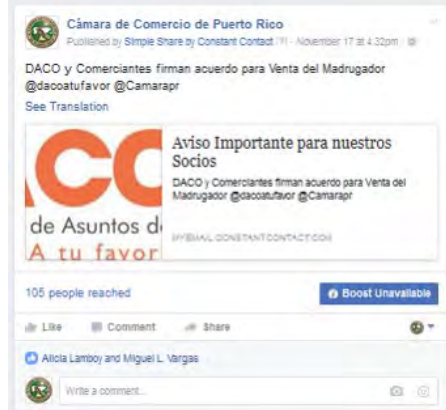 Cámara de Comercio de Puerto Rico
Published by Simple Share by Constant Contact [?] · November 17 at 4:32pm ·
DACO y Comerciantes firman acuerdo para Venta del Madrugador
@dacoatufavor @Camarapr
See Translation
ACO
de Asuntos d
A tu favor
Aviso Importante para nuestros
Socios
DACO y Comerciantes firman acuerdo para Venta del
Madrugador @dacoatufavor @Camarapr
MYEMAIL.CONSTANTCONTACT.COM
105 people reached
Boost Unavailable
Like Comment Share
Alicia Lamboy and Miguel L. Vargas
Write a comment...